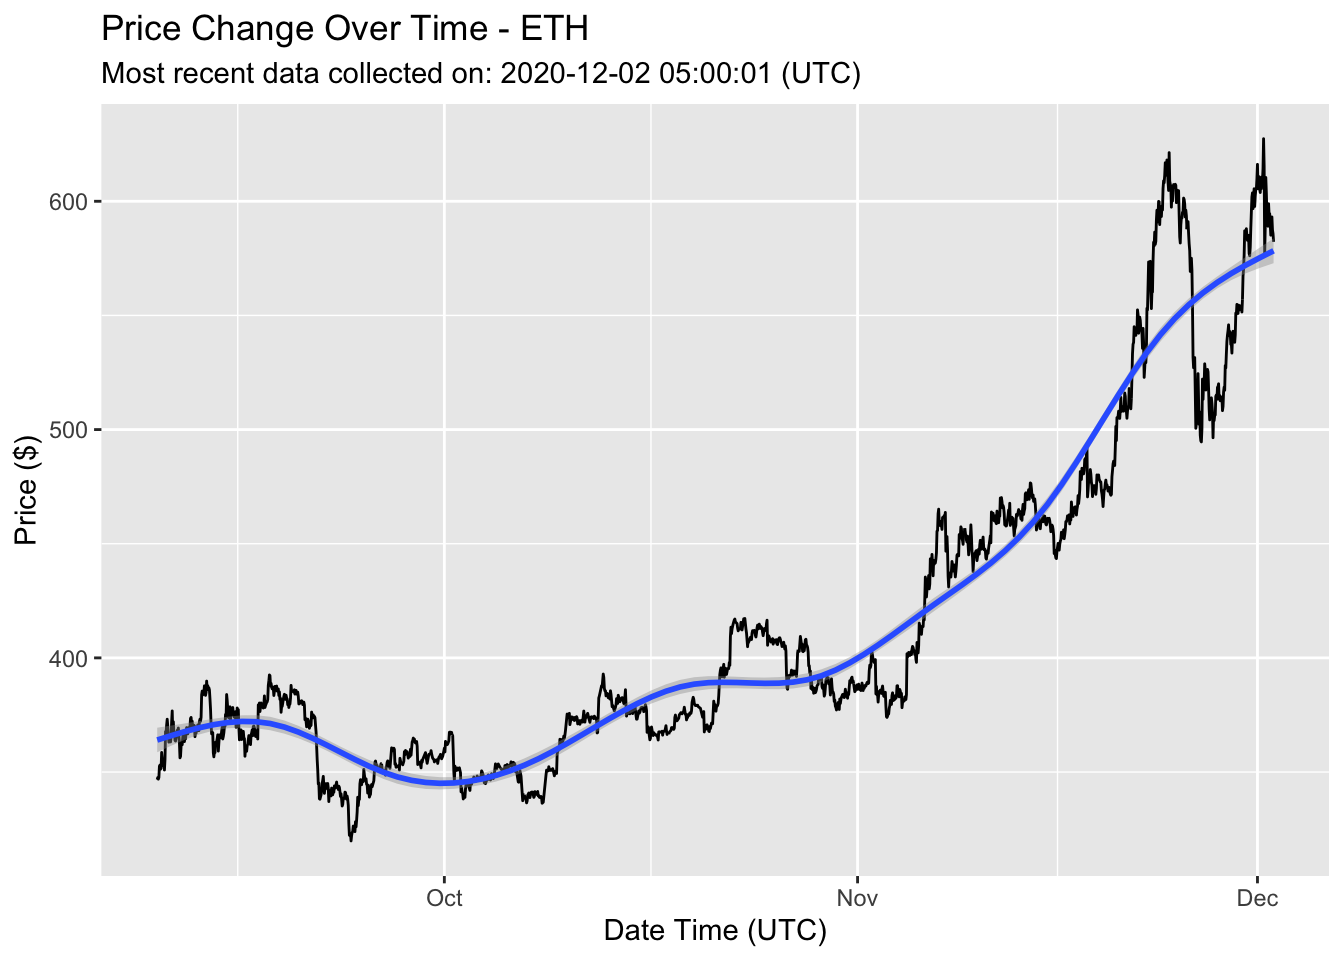 Price Change Over Time - ETH
Most recent data collected on: 2020-12-02 05:00:01 (UTC)
Price ($)
600
500
400
Oct
Nov
Dec
Date Time (UTC)